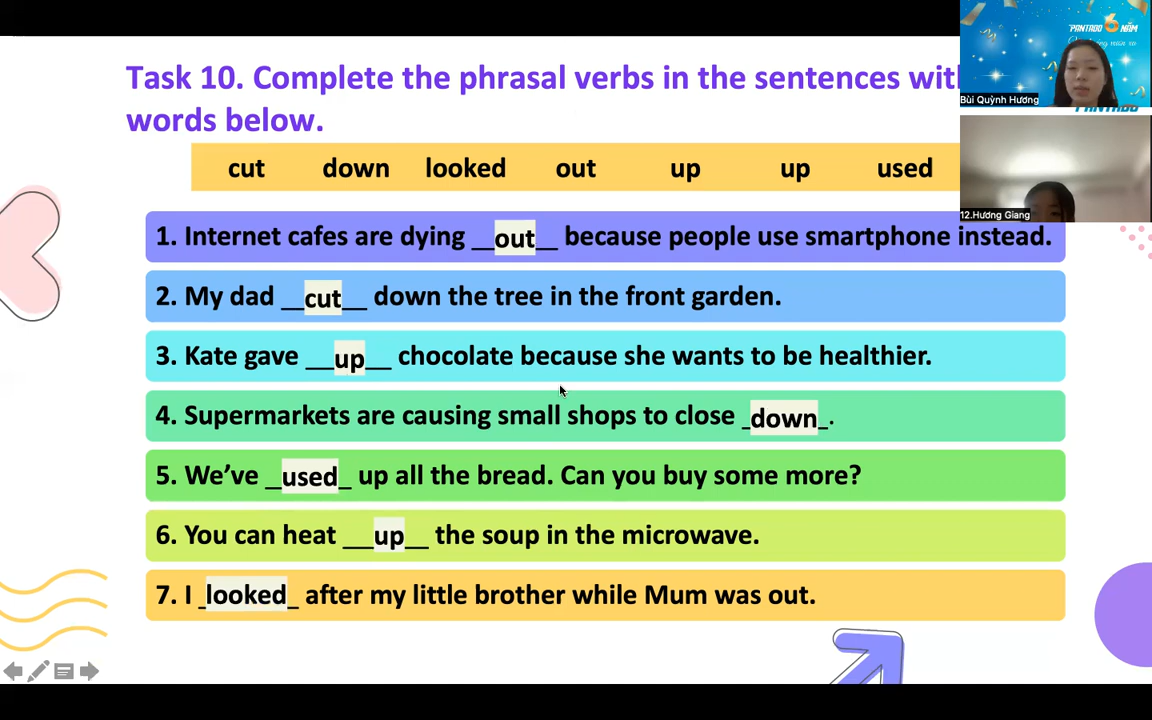 Task 10. Complete the phrasal verbs in the sentences
words below.
cut down looked out up up used
1. Internet cafes are dying __out__ because people use smartphone instead.
2. My dad __cut__ down the tree in the front garden.
3. Kate gave __up__ chocolate because she wants to be healthier.
4. Supermarkets are causing small shops to close _down_.
5. We’ve _used_ up all the bread. Can you buy some more?
6. You can heat __up__ the soup in the microwave.
7. I _looked_ after my little brother while Mum was out.
PANTADO 6 NĂM
Bùi Quỳnh Hương
PANTADO
12.Hương Giang